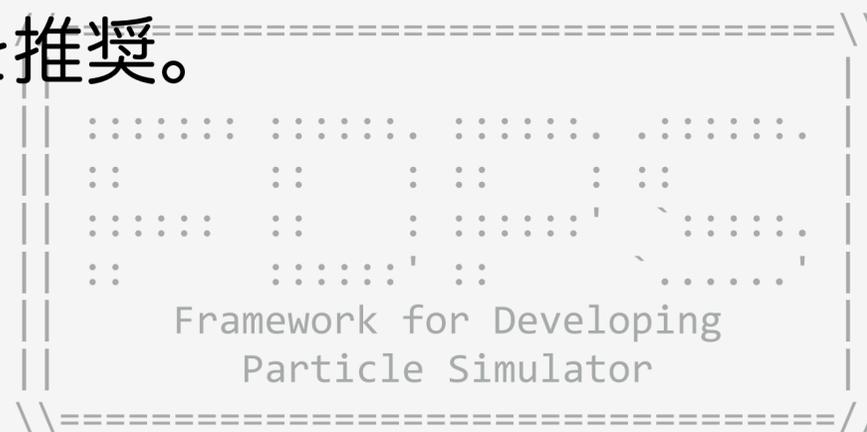 推奨。
//==================================\\
||                                  ||
|| ::::::: ::::::. ::::::. .::::::. |
|| ::      ::    : ::    : ::       |
|| ::::::  ::    : ::::::'  `:::::. |
|| ::      ::::::' ::      `......' |
||     Framework for Developing     |
||        Particle Simulator        |
\\==================================/